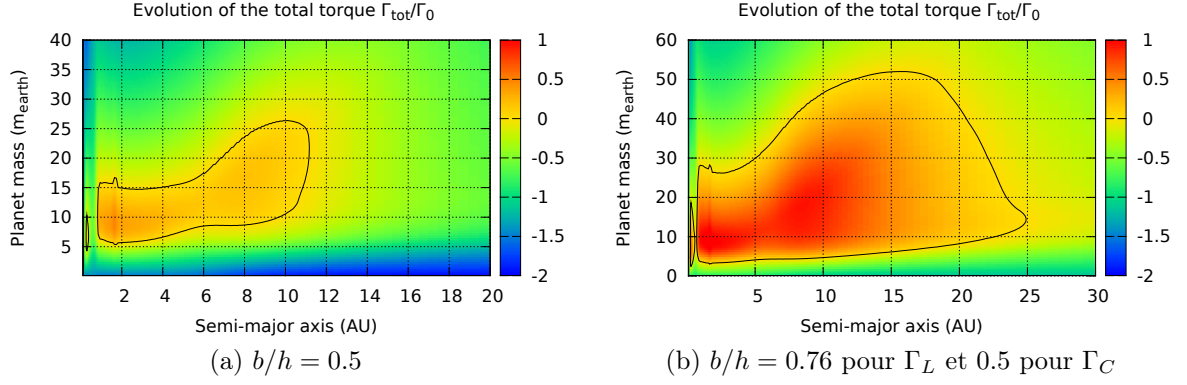 Evolution of the total torque Γtot/Γ0
40
35
30
25
20
15
10
5
2 4 6 8 10 12 14 16 18 20
Planet mass (mearth)
Semi-major axis (AU)
1
0.5
0
-0.5
-1
-1.5
-2
(a) b/h = 0.5
Evolution of the total torque Γtot/Γ0
60
50
40
30
20
10
0
5 10 15 20 25 30
Planet mass (mearth)
Semi-major axis (AU)
1
0.5
0
-0.5
-1
-1.5
-2
(b) b/h = 0.76 pour ΓL et 0.5 pour ΓC